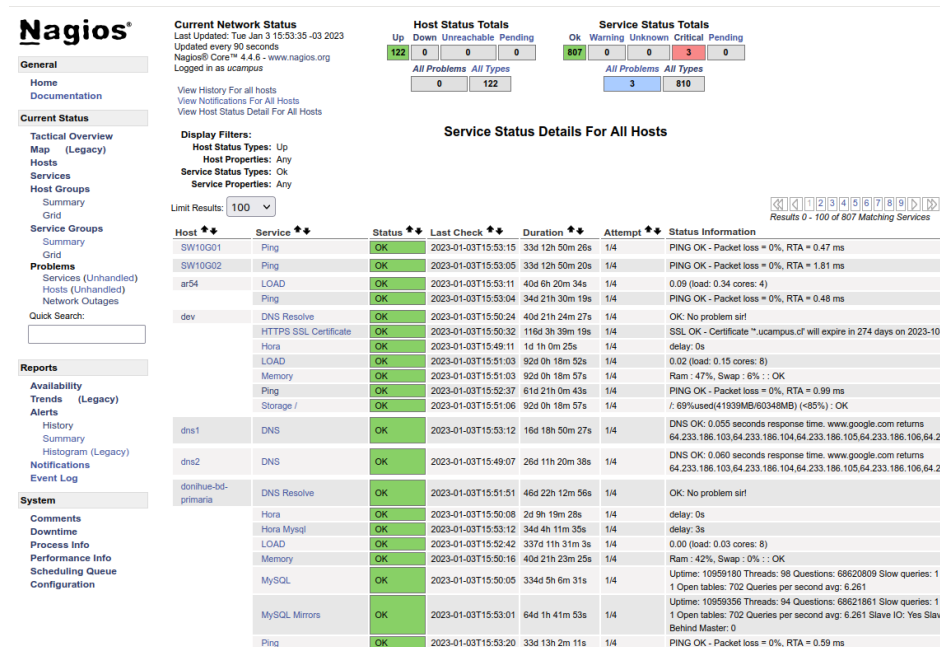 Nagios®
General
Home
Documentation
Current Status
Tactical Overview
Map (Legacy)
Hosts
Services
Host Groups
Summary
Grid
Service Groups
Summary
Grid
Problems
Services (Unhandled)
Hosts (Unhandled)
Network Outages
Quick Search:
Reports
Availability
Trends (Legacy)
Alerts
History
Summary
Histogram (Legacy)
Notifications
Event Log
System
Comments
Downtime
Process Info
Performance Info
Scheduling Queue
Configuration
Current Network Status
Last Updated: Tue Jan 3 15:53:35 -03 2023
Updated every 90 seconds
Nagios® Core™ 4.4.6 - www.nagios.org
Logged in as ucampus
View History For all hosts
View Notifications For All Hosts
View Host Status Detail For All Hosts
Host Status Totals
Up Down Unreachable Pending
122 0 0 0
All Problems All Types
0 122
Service Status Totals
Ok Warning Unknown Critical Pending
807 0 0 3 0
All Problems All Types
3 810
Display Filters:
Host Status Types: Up
Host Properties: Any
Service Status Types: Ok
Service Properties: Any
Service Status Details For All Hosts
Limit Results: 100
1 2 3 4 5 6 7 8 9
Results 0 - 100 of 807 Matching Services
Host Service Status Last Check Duration Attempt Status Information
SW10G01 Ping OK 2023-01-03T15:53:15 33d 12h 50m 26s 1/4 PING OK - Packet loss = 0%, RTA = 0.47 ms
SW10G02 Ping OK 2023-01-03T15:53:05 33d 12h 50m 20s 1/4 PING OK - Packet loss = 0%, RTA = 1.81 ms
ar54 LOAD OK 2023-01-03T15:53:11 40d 6h 20m 34s 1/4 0.09 (load: 0.34 cores: 4)
Ping OK 2023-01-03T15:53:04 34d 21h 30m 19s 1/4 PING OK - Packet loss = 0%, RTA = 0.48 ms
dev DNS Resolve OK 2023-01-03T15:50:24 40d 21h 24m 27s 1/4 OK: No problem sir!
HTTPS SSL Certificate OK 2023-01-03T15:50:32 116d 3h 39m 19s 1/4 SSL OK - Certificate '*.ucampus.cl' will expire in 274 days on 2023-10
Hora OK 2023-01-03T15:49:11 1d 1h 0m 25s 1/4 delay: 0s
LOAD OK 2023-01-03T15:51:03 92d 0h 18m 52s 1/4 0.02 (load: 0.15 cores: 8)
Memory OK 2023-01-03T15:51:03 92d 0h 18m 57s 1/4 Ram : 47%, Swap : 6% : : OK
Ping OK 2023-01-03T15:52:37 61d 21h 0m 43s 1/4 PING OK - Packet loss = 0%, RTA = 0.99 ms
Storage / OK 2023-01-03T15:51:06 92d 0h 18m 57s 1/4 /: 69%used(41939MB/60348MB) (<85%) : OK
dns1 DNS OK 2023-01-03T15:53:12 16d 18h 50m 27s 1/4 DNS OK: 0.055 seconds response time. www.google.com returns
64.233.186.103,64.233.186.104,64.233.186.105,64.233.186.106,64.2
dns2 DNS OK 2023-01-03T15:49:07 26d 11h 20m 38s 1/4 DNS OK: 0.060 seconds response time. www.google.com returns
64.233.186.103,64.233.186.104,64.233.186.105,64.233.186.106,64.2
donihue-bd-
primaria DNS Resolve OK 2023-01-03T15:51:51 46d 22h 12m 56s 1/4 OK: No problem sir!
Hora OK 2023-01-03T15:50:08 2d 9h 19m 28s 1/4 delay: 0s
Hora Mysql OK 2023-01-03T15:53:12 34d 4h 11m 35s 1/4 delay: 3s
LOAD OK 2023-01-03T15:52:42 337d 11h 31m 3s 1/4 0.00 (load: 0.03 cores: 8)
Memory OK 2023-01-03T15:50:16 40d 21h 23m 25s 1/4 Ram : 42%, Swap : 0% : : OK
MySQL OK 2023-01-03T15:50:05 334d 5h 6m 31s 1/4 Uptime: 10959180 Threads: 98 Questions: 68620809 Slow queries: 1
1 Open tables: 702 Queries per second avg: 6.261
MySQL Mirrors OK 2023-01-03T15:53:01 64d 1h 41m 53s 1/4 Uptime: 10959356 Threads: 94 Questions: 68621861 Slow queries: 1
1 Open tables: 702 Queries per second avg: 6.261 Slave IO: Yes Slav
Behind Master: 0
Ping OK 2023-01-03T15:53:20 33d 13h 2m 11s 1/4 PING OK - Packet loss = 0%, RTA = 0.59 ms